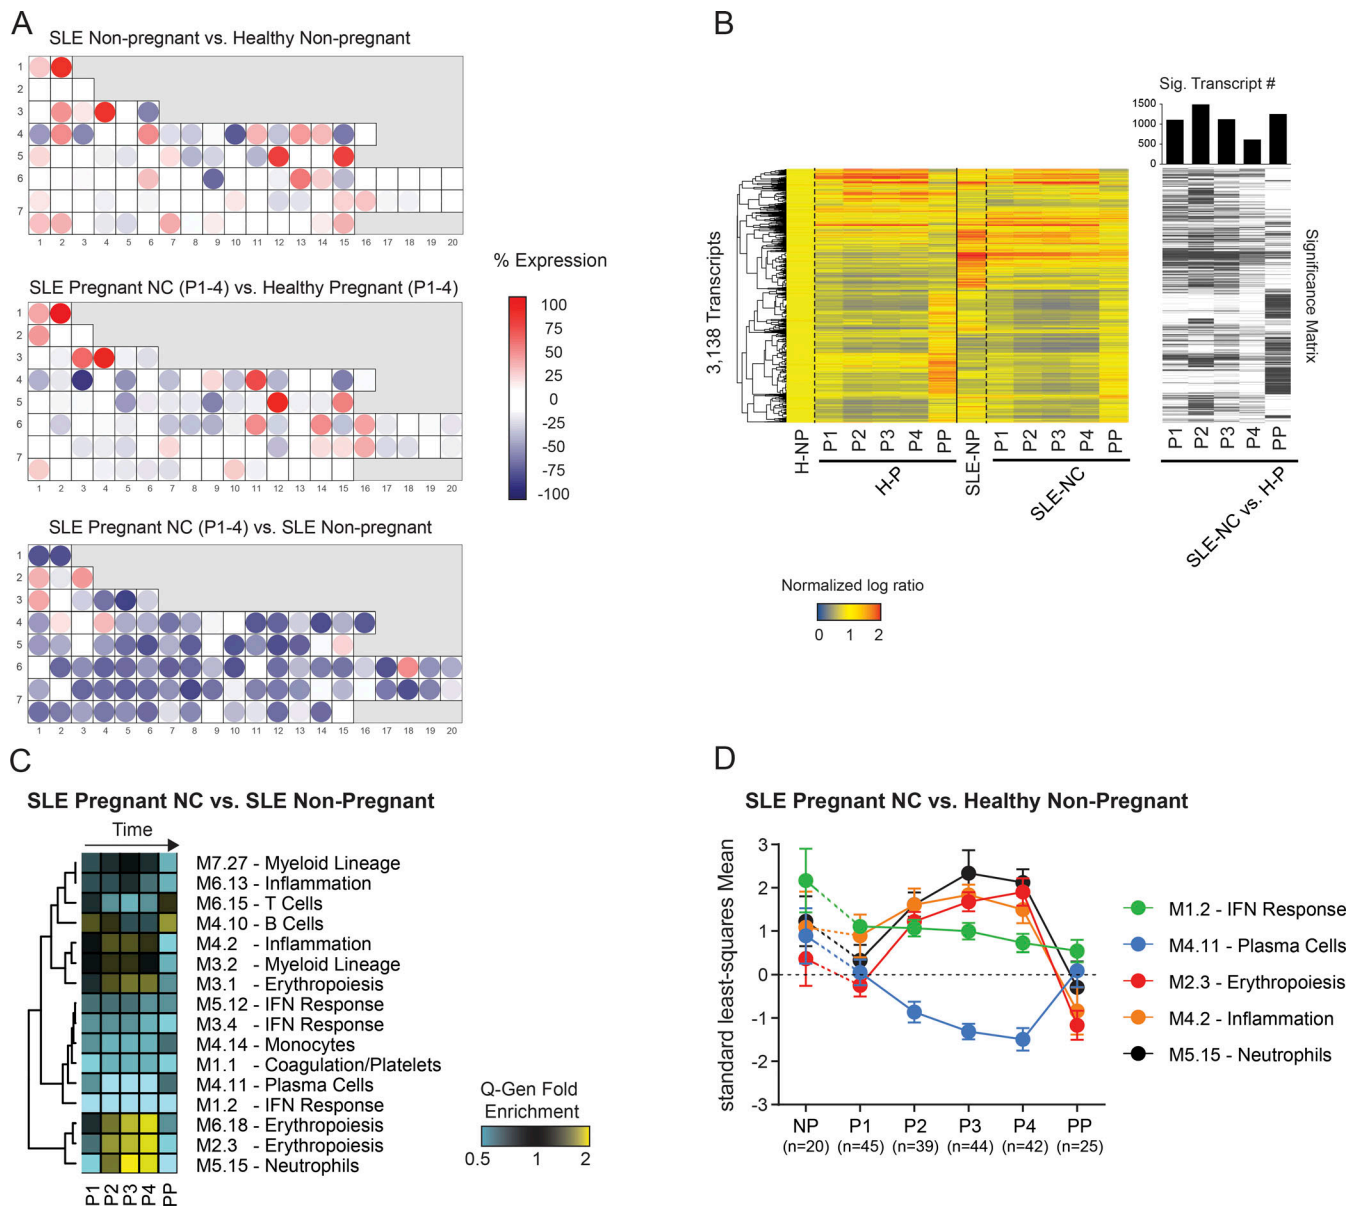 A
SLE Non-pregnant vs. Healthy Non-pregnant
1
2
3
4
5
6
7
1 2 3 4 5 6 7 8 9 10 11 12 13 14 15 16 17 18 19 20
SLE Pregnant NC (P1-4) vs. Healthy Pregnant (P1-4)
1
2
3
4
5
6
7
1 2 3 4 5 6 7 8 9 10 11 12 13 14 15 16 17 18 19 20
SLE Pregnant NC (P1-4) vs. SLE Non-pregnant
1
2
3
4
5
6
7
1 2 3 4 5 6 7 8 9 10 11 12 13 14 15 16 17 18 19 20
% Expression
100
75
50
25
0
-25
-50
-75
-100
B
Sig. Transcript #
1500
1000
500
0
3,138 Transcripts
Significance Matrix
H-NP P1 P2 P3 P4 PP SLE-NP P1 P2 P3 P4 PP P1 P2 P3 P4 PP
H-P
SLE-NC
SLE-NC vs. H-P
Normalized log ratio
0 1 2
C
SLE Pregnant NC vs. SLE Non-Pregnant
Time
M7.27 - Myeloid Lineage
M6.13 - Inflammation
M6.15 - T Cells
M4.10 - B Cells
M4.2 - Inflammation
M3.2 - Myeloid Lineage
M3.1 - Erythropoiesis
M5.12 - IFN Response
M3.4 - IFN Response
M4.14 - Monocytes
M1.1 - Coagulation/Platelets
M4.11 - Plasma Cells
M1.2 - IFN Response
M6.18 - Erythropoiesis
M2.3 - Erythropoiesis
M5.15 - Neutrophils
P1 P2 P3 P4 PP
Q-Gen Fold
Enrichment
0.5 1 2
D
SLE Pregnant NC vs. Healthy Non-Pregnant
standard least-squares Mean
3
2
1
0
-1
-2
-3
NP P1 P2 P3 P4 PP
(n=20) (n=45) (n=39) (n=44) (n=42) (n=25)
M1.2 - IFN Response
M4.11 - Plasma Cells
M2.3 - Erythropoiesis
M4.2 - Inflammation
M5.15 - Neutrophils